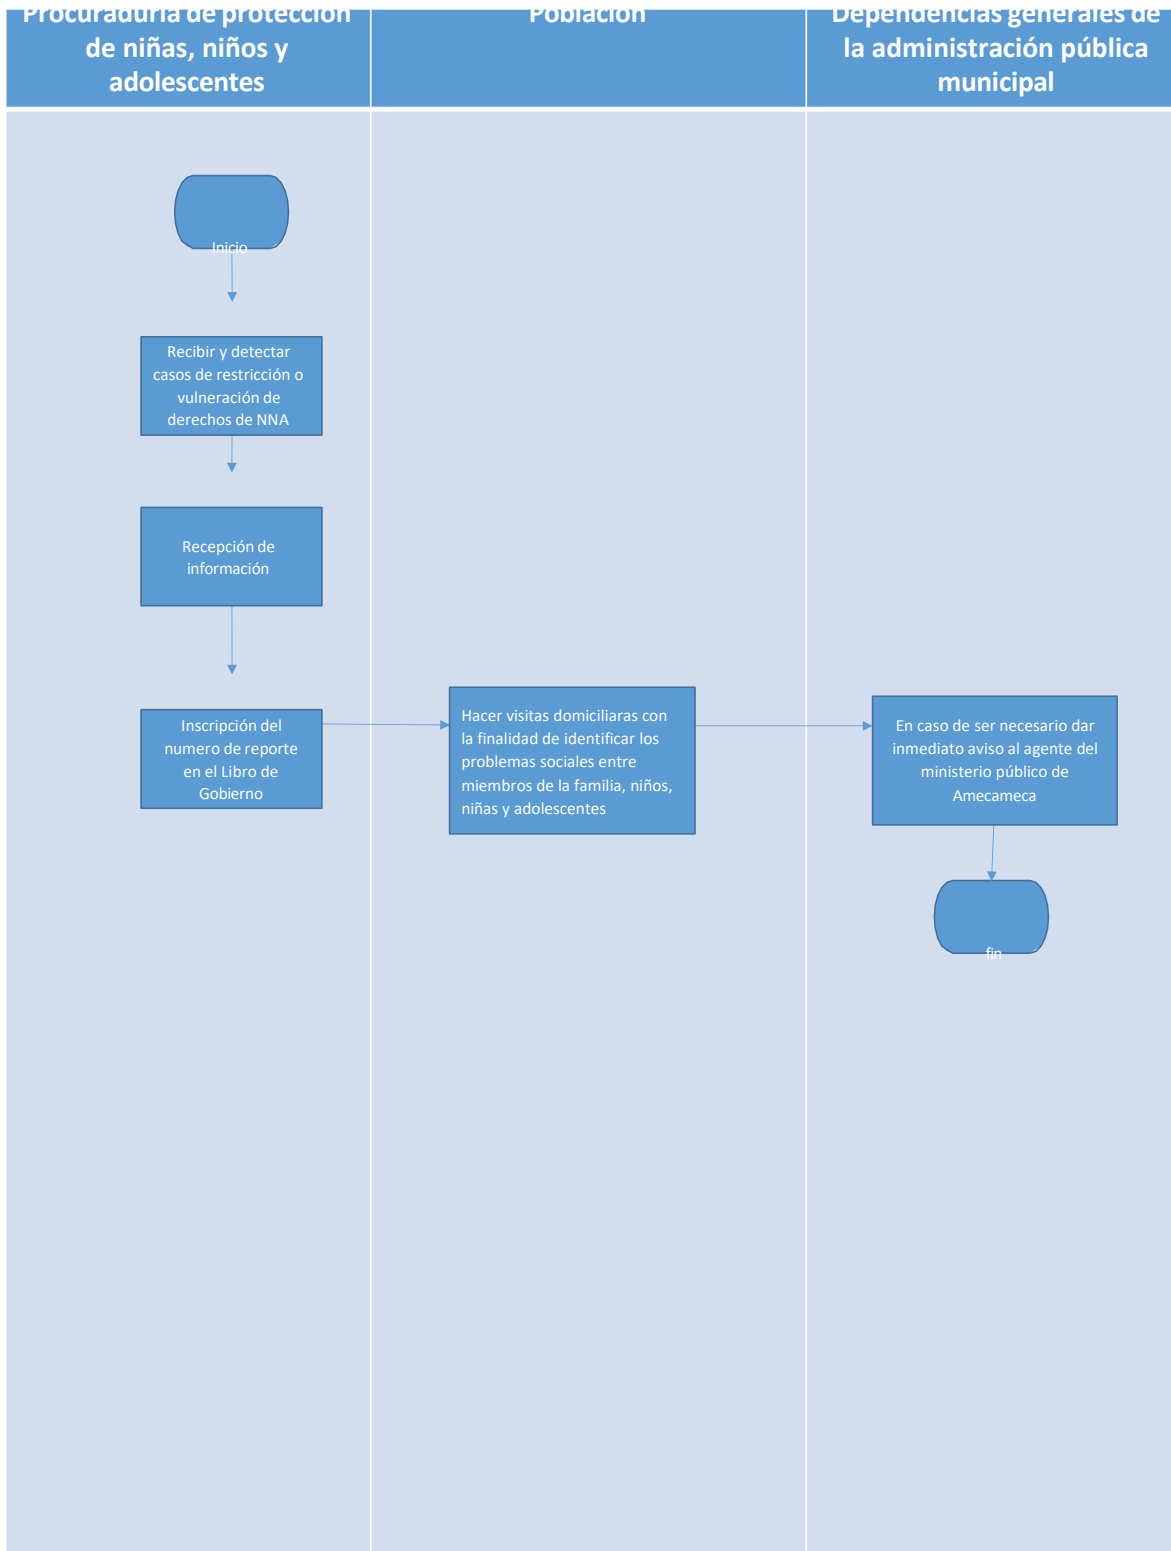 Procuraduría de protección
de niñas, niños y
adolescentes
Población
Dependencias generales de
la administración pública
municipal
Inicio
Recibir y detectar
casos de restricción o
vulneración de
derechos de NNA
Recepción de
información
Inscripción del
numero de reporte
en el Libro de
Gobierno
Hacer visitas domiciliaras con
la finalidad de identificar los
problemas sociales entre
miembros de la familia, niños,
niñas y adolescentes
En caso de ser necesario dar
inmediato aviso al agente del
ministerio público de
Amecameca
fin